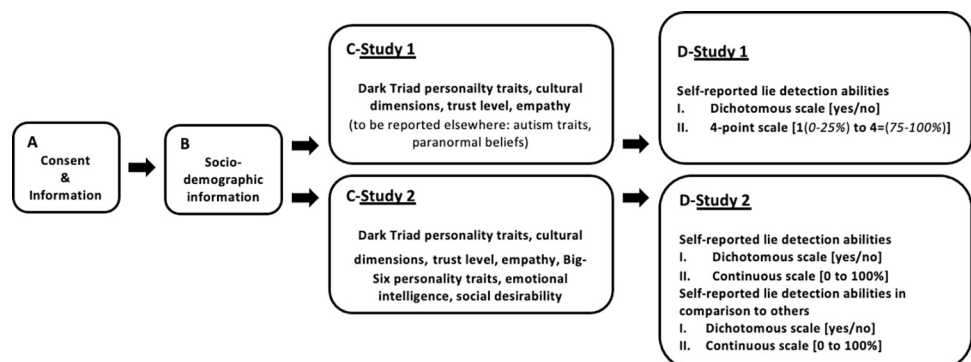 A
Consent
&
Information
B
Socio-
demographic
information
C-Study 1
Dark Triad personailty traits, cultural
dimensions, trust level, empathy
(to be reported elsewhere: autism traits,
paranormal beliefs)
C-Study 2
Dark Triad personality traits, cultural
dimensions, trust level, empathy, Big-
Six personality traits, emotional
intelligence, social desirability
D-Study 1
Self-reported lie detection abilities
I. Dichotomous scale [yes/no]
II. 4-point scale [1(0-25%) to 4=(75-100%)]
D-Study 2
Self-reported lie detection abilities
I. Dichotomous scale [yes/no]
II. Continuous scale [0 to 100%]
Self-reported lie detection abilities in
comparison to others
I. Dichotomous scale [yes/no]
II. Continuous scale [0 to 100%]